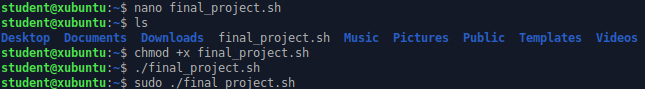 student@xubuntu:~$ nano final_project.sh
student@xubuntu:~$ ls
Desktop Documents Downloads final_project.sh Music Pictures Public Templates Videos
student@xubuntu:~$ chmod +x final_project.sh
student@xubuntu:~$ ./final_project.sh
student@xubuntu:~$ sudo ./final_project.sh